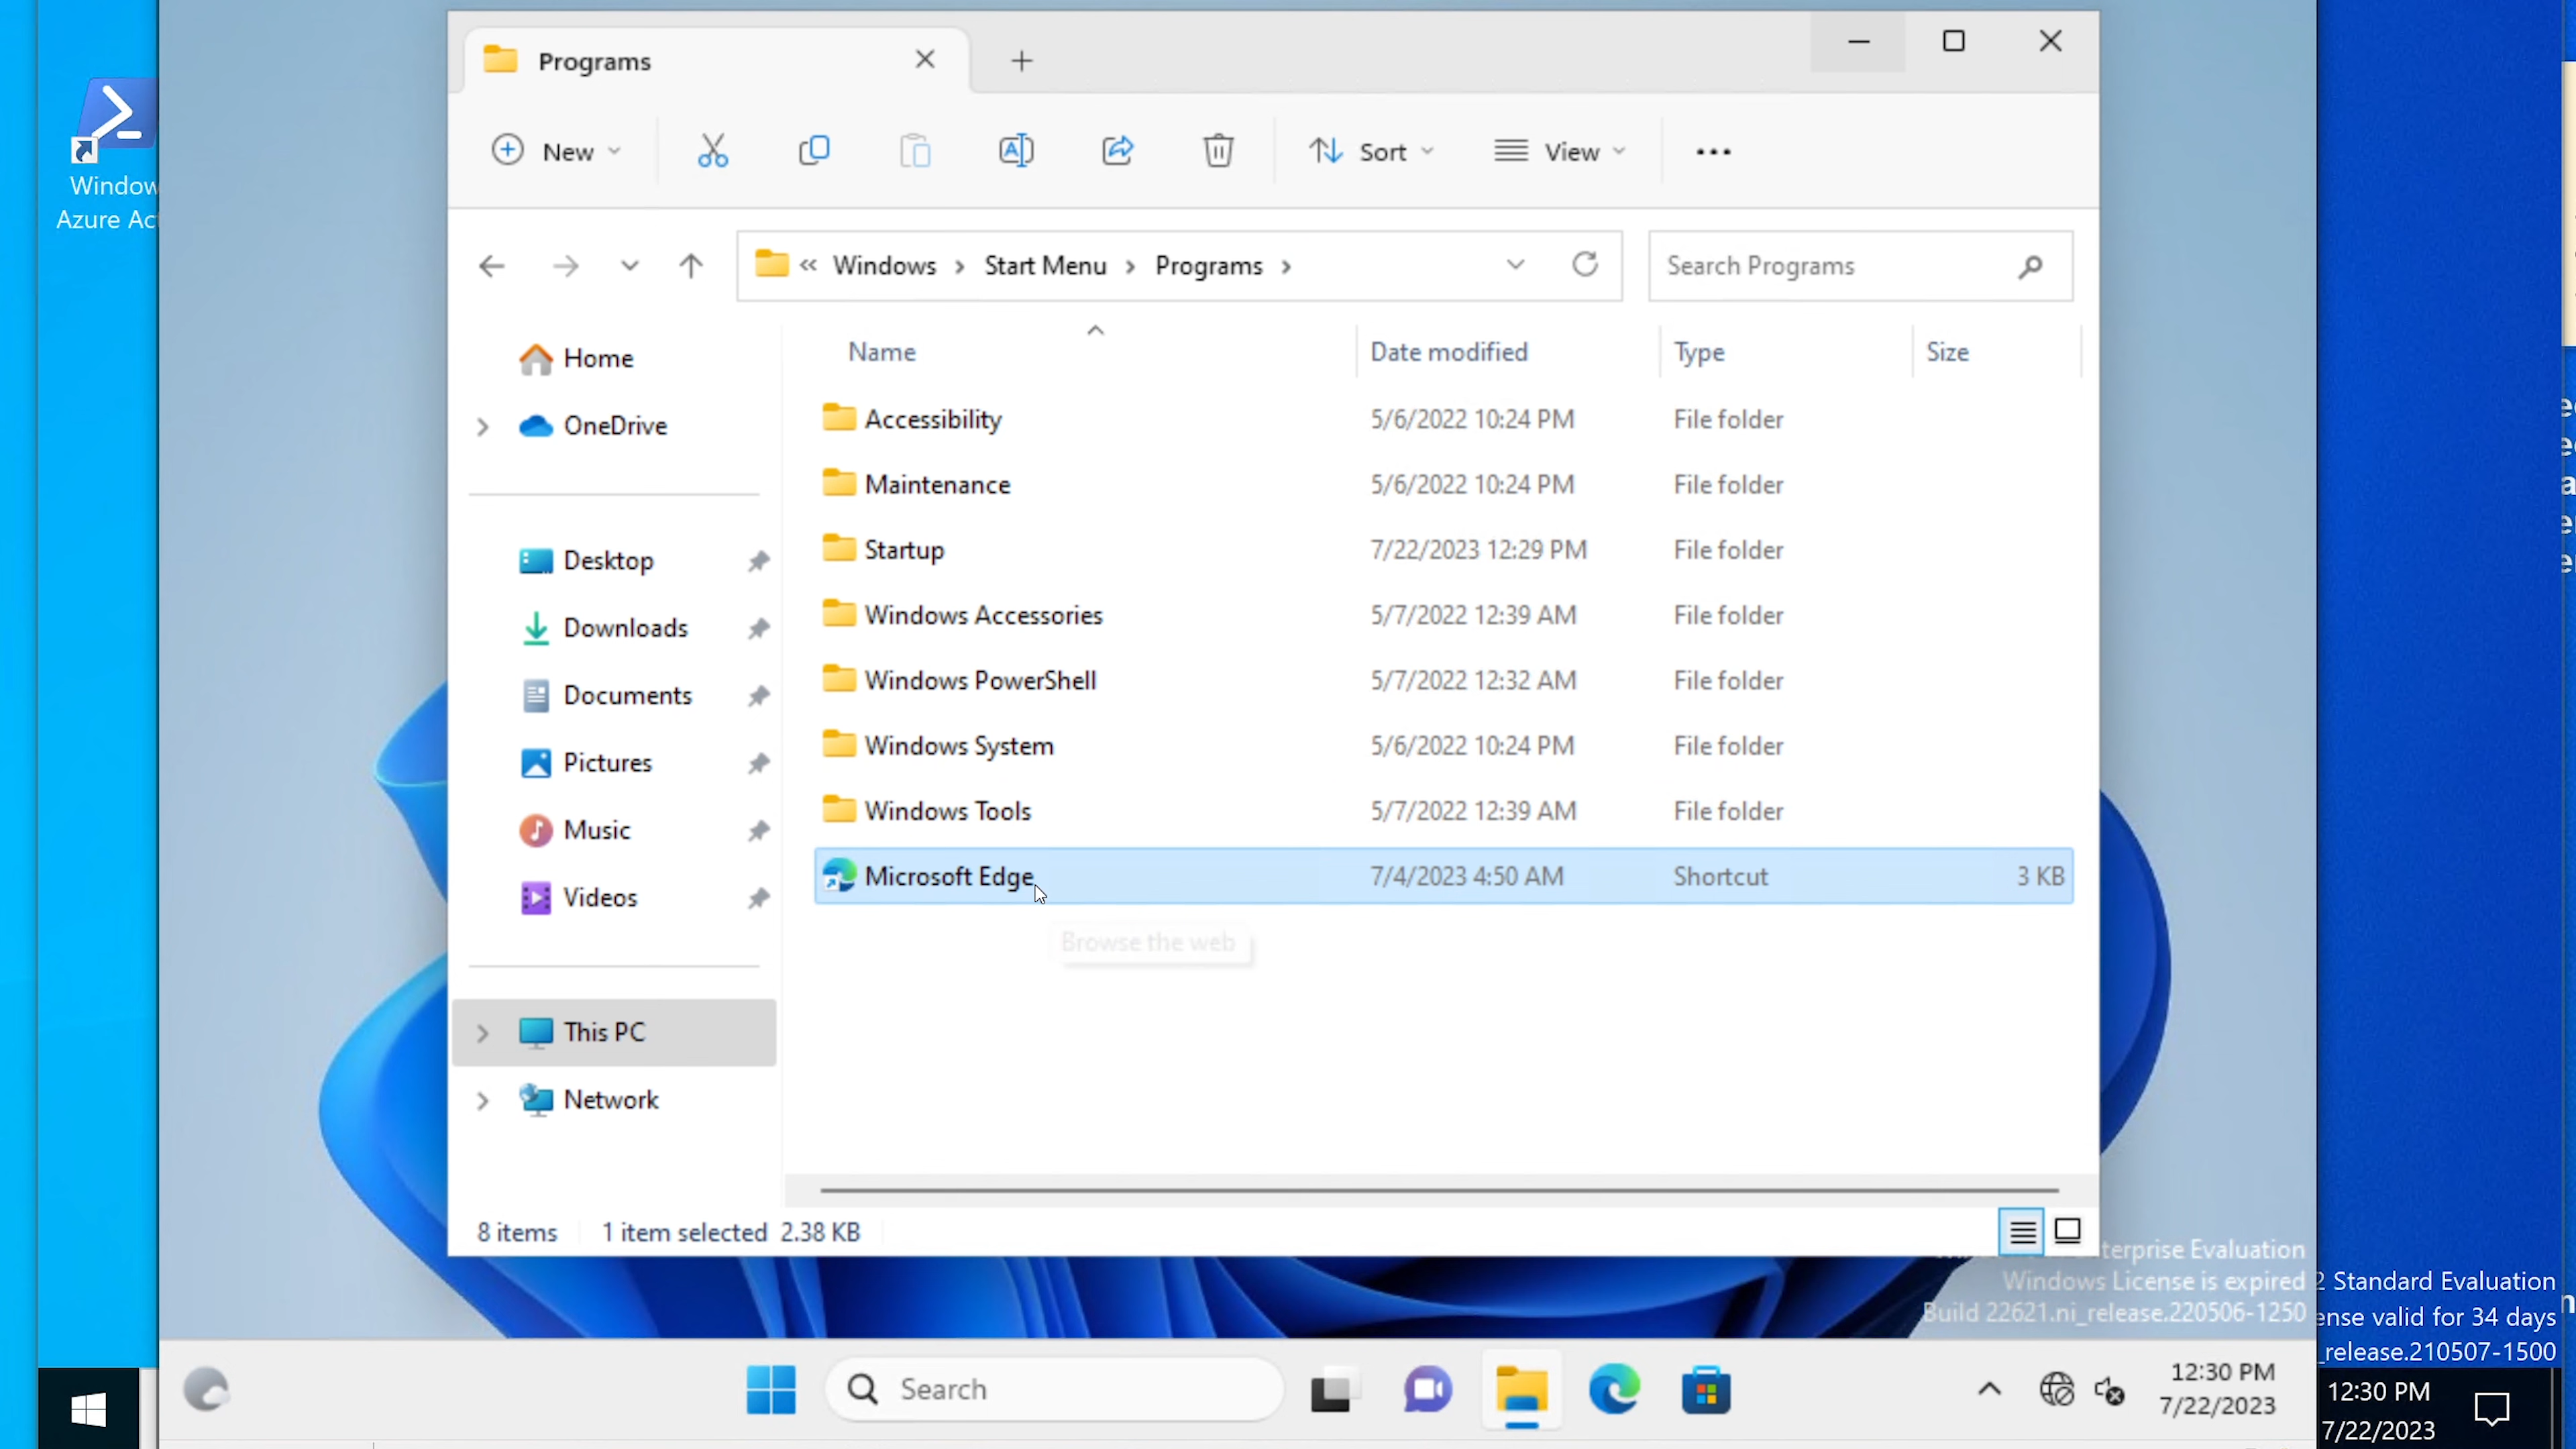 Programs
New
Sort
View
Windows > Start Menu > Programs >
Search Programs
Name
Date modified
Type
Size
Home
OneDrive
Desktop
Downloads
Documents
Pictures
Music
Videos
This PC
Network
Accessibility 5/6/2022 10:24 PM File folder
Maintenance 5/6/2022 10:24 PM File folder
Startup 7/22/2023 12:29 PM File folder
Windows Accessories 5/7/2022 12:39 AM File folder
Windows PowerShell 5/7/2022 12:32 AM File folder
Windows System 5/6/2022 10:24 PM File folder
Windows Tools 5/7/2022 12:39 AM File folder
Microsoft Edge 7/4/2023 4:50 AM Shortcut 3 KB
Browse the web
8 items 1 item selected 2.38 KB
Window
Azure Act
terprise Evaluation
Windows License is expired
Build 22621.ni_release.220506-1250
2 Standard Evaluation
ense valid for 34 days
_release.210507-1500
Search
12:30 PM
7/22/2023
12:30 PM
7/22/2023